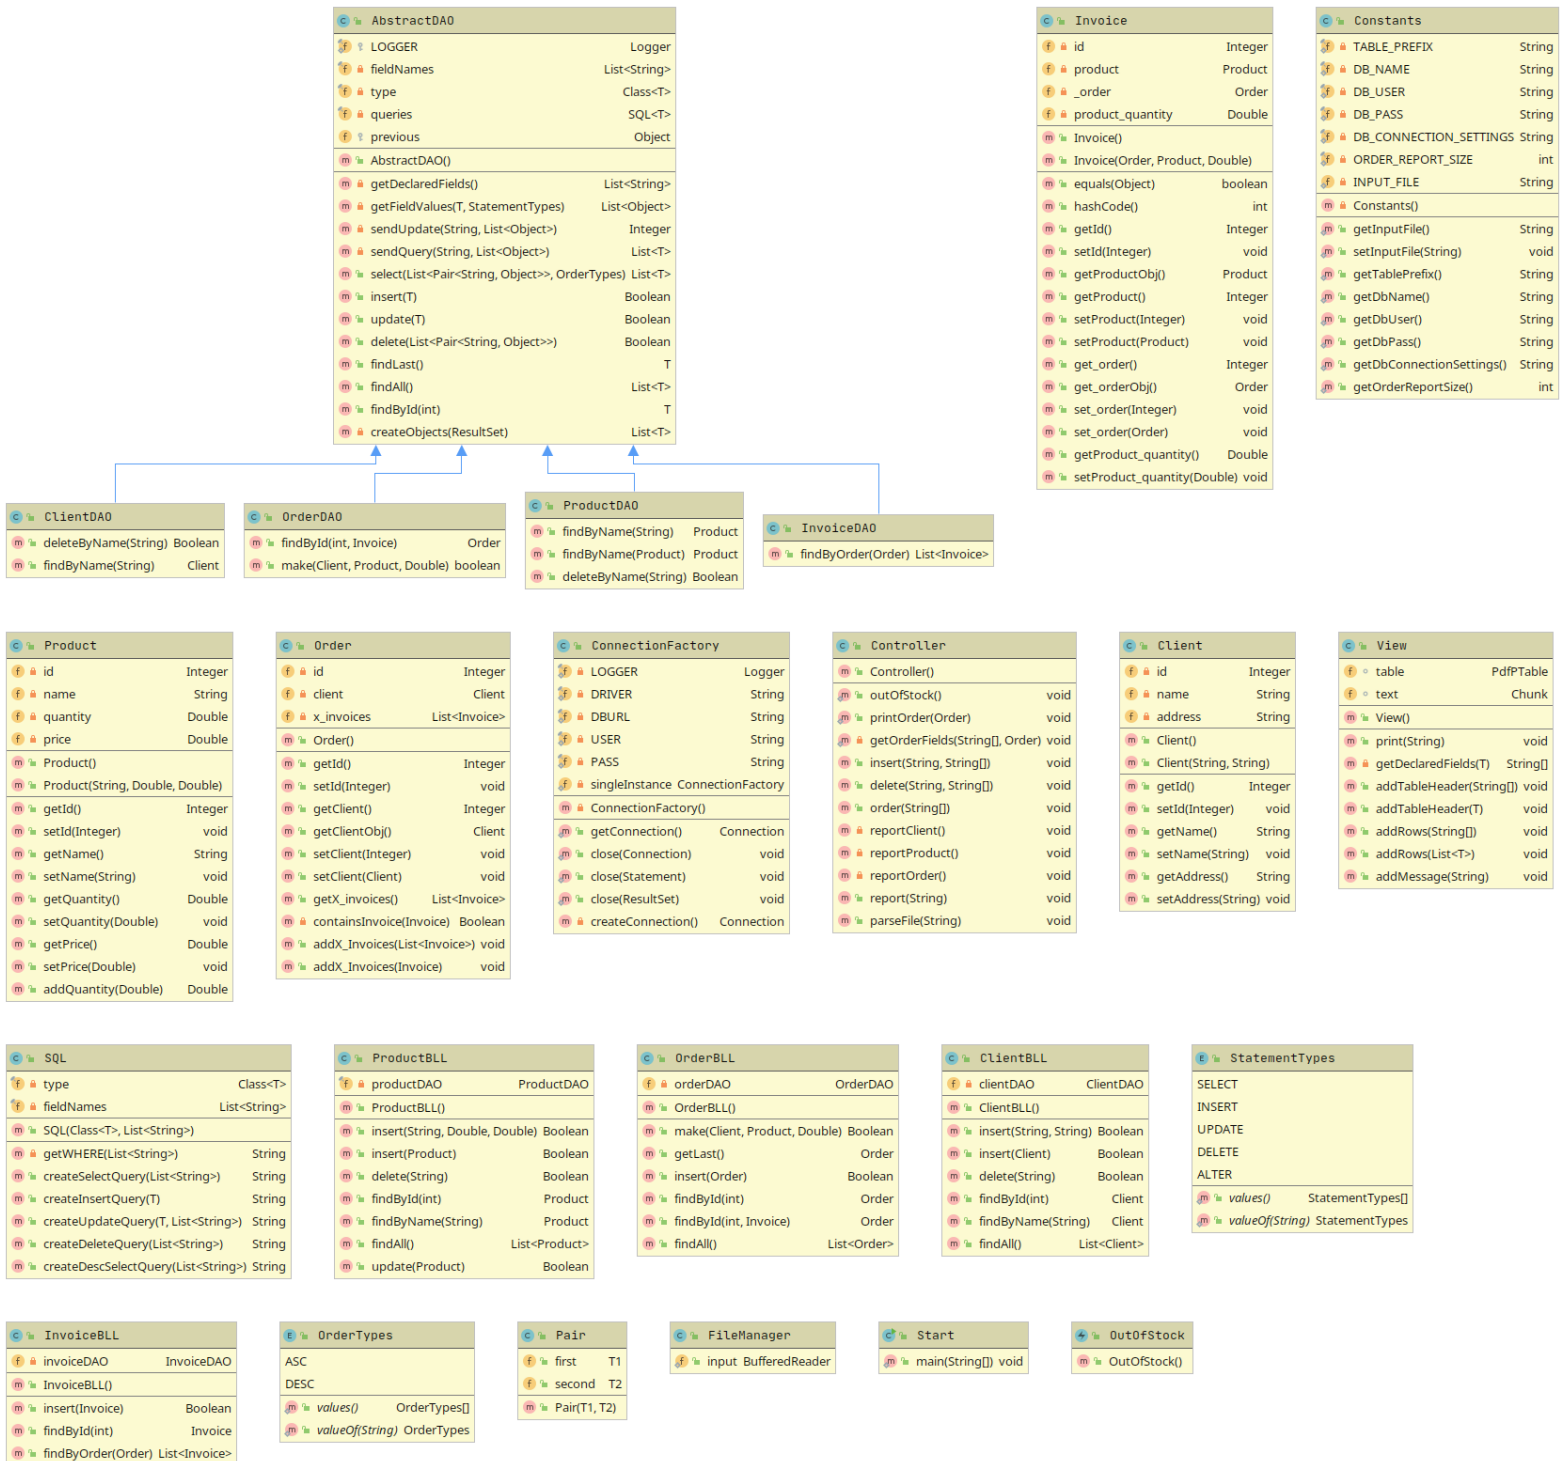 AbstractDAO
LOGGER Logger
fieldNames List<String>
type Class<T>
queries SQL<T>
previous Object
AbstractDAO()
getDeclaredFields() List<String>
getFieldValues(T, StatementTypes) List<Object>
sendUpdate(String, List<Object>) Integer
sendQuery(String, List<Object>) List<T>
select(List<Pair<String, Object>>, OrderTypes) List<T>
insert(T) Boolean
update(T) Boolean
delete(List<Pair<String, Object>>) Boolean
findLast() T
findAll() List<T>
findById(int) T
createObjects(ResultSet) List<T>
Invoice
id Integer
product Product
_order Order
product_quantity Double
Invoice()
Invoice(Order, Product, Double)
equals(Object) boolean
hashCode() int
getId() Integer
setId(Integer) void
getProductObj() Product
getProduct() Integer
setProduct(Integer) void
setProduct(Product) void
get_order() Integer
get_orderObj() Order
set_order(Integer) void
set_order(Order) void
getProduct_quantity() Double
setProduct_quantity(Double) void
Constants
TABLE_PREFIX String
DB_NAME String
DB_USER String
DB_PASS String
DB_CONNECTION_SETTINGS String
ORDER_REPORT_SIZE int
INPUT_FILE String
Constants()
getInputFile() String
setInputFile(String) void
getTablePrefix() String
getDbName() String
getDbUser() String
getDbPass() String
getDbConnectionSettings() String
getOrderReportSize() int
ClientDAO
deleteByName(String) Boolean
findByName(String) Client
OrderDAO
findById(int, Invoice) Order
make(Client, Product, Double) boolean
ProductDAO
findByName(String) Product
findByName(Product) Product
deleteByName(String) Boolean
InvoiceDAO
findByOrder(Order) List<Invoice>
Product
id Integer
name String
quantity Double
price Double
Product()
Product(String, Double, Double)
getId() Integer
setId(Integer) void
getName() String
setName(String) void
getQuantity() Double
setQuantity(Double) void
getPrice() Double
setPrice(Double) void
addQuantity(Double) Double
Order
id Integer
client Client
x_invoices List<Invoice>
Order()
getId() Integer
setId(Integer) void
getClient() Integer
getClientObj() Client
setClient(Integer) void
setClient(Client) void
getX_invoices() List<Invoice>
containsInvoice(Invoice) Boolean
addX_Invoices(List<Invoice>) void
addX_Invoices(Invoice) void
ConnectionFactory
LOGGER Logger
DRIVER String
DBURL String
USER String
PASS String
singleInstance ConnectionFactory
ConnectionFactory()
getConnection() Connection
close(Connection) void
close(Statement) void
close(ResultSet) void
createConnection() Connection
Controller
Controller()
outOfStock() void
printOrder(Order) void
getOrderFields(String[], Order) void
insert(String, String[]) void
delete(String, String[]) void
order(String[]) void
reportClient() void
reportProduct() void
reportOrder() void
report(String) void
parseFile(String) void
Client
id Integer
name String
address String
Client()
Client(String, String)
getId() Integer
setId(Integer) void
getName() String
setName(String) void
getAddress() String
setAddress(String) void
View
table PdfPTable
text Chunk
View()
print(String) void
getDeclaredFields(T) String[]
addTableHeader(String[]) void
addTableHeader(T) void
addRows(String[]) void
addRows(List<T>) void
addMessage(String) void
SQL
type Class<T>
fieldNames List<String>
SQL(Class<T>, List<String>)
getWHERE(List<String>) String
createSelectQuery(List<String>) String
createInsertQuery(T) String
createUpdateQuery(T, List<String>) String
createDeleteQuery(List<String>) String
createDescSelectQuery(List<String>) String
ProductBLL
productDAO ProductDAO
ProductBLL()
insert(String, Double, Double) Boolean
insert(Product) Boolean
delete(String) Boolean
findById(int) Product
findByName(String) Product
findAll() List<Product>
update(Product) Boolean
OrderBLL
orderDAO OrderDAO
OrderBLL()
make(Client, Product, Double) Boolean
getLast() Order
insert(Order) Boolean
findById(int) Order
findById(int, Invoice) Order
findAll() List<Order>
ClientBLL
clientDAO ClientDAO
ClientBLL()
insert(String, String) Boolean
insert(Client) Boolean
delete(String) Boolean
findById(int) Client
findByName(String) Client
findAll() List<Client>
StatementTypes
SELECT
INSERT
UPDATE
DELETE
ALTER
values() StatementTypes[]
valueOf(String) StatementTypes
InvoiceBLL
invoiceDAO InvoiceDAO
InvoiceBLL()
insert(Invoice) Boolean
findById(int) Invoice
findByOrder(Order) List<Invoice>
OrderTypes
ASC
DESC
values() OrderTypes[]
valueOf(String) OrderTypes
Pair
first T1
second T2
Pair(T1, T2)
FileManager
input BufferedReader
Start
main(String[]) void
OutOfStock
OutOfStock()